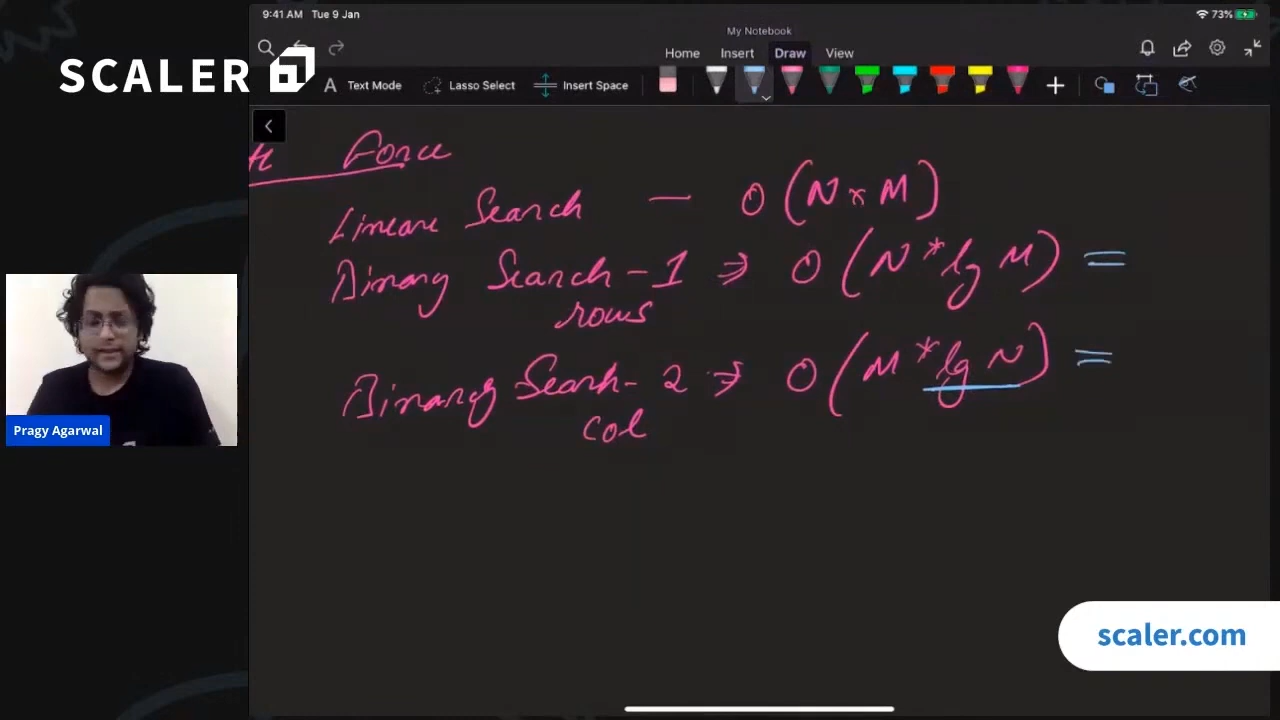 9:41 AM Tue 9 Jan
73%
My Notebook
Home Insert Draw View
SCALER
A Text Mode Lasso Select Insert Space
Force
Linear Search — O(N*M)
Binary Search-1 ⇒ O(N*lg M) =
rows
Binary Search-2 ⇒ O(M*lg N) =
col
Pragy Agarwal
scaler.com